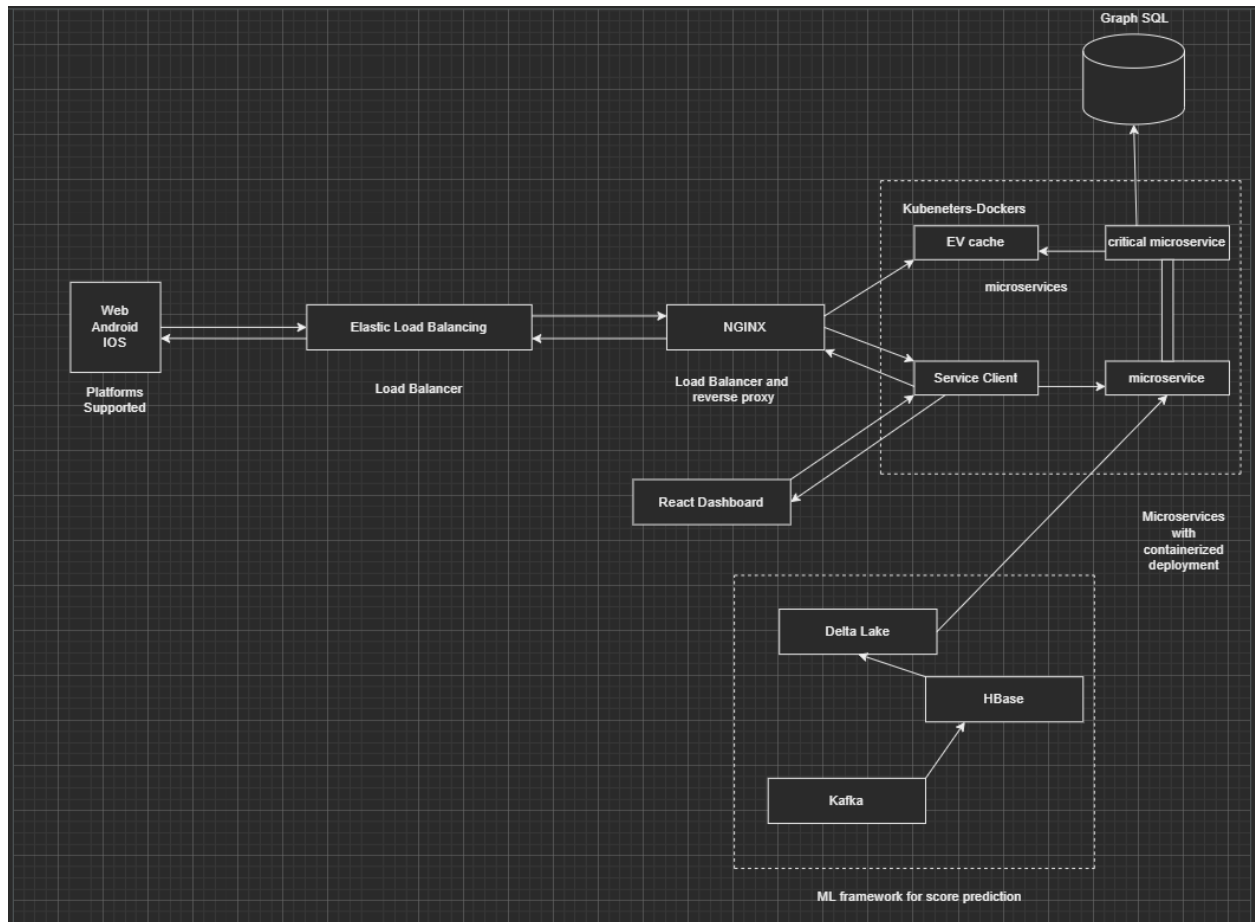 Graph SQL
Kubeneters-Dockers
EV cache
critical microservice
microservices
Web
Android
IOS
Elastic Load Balancing
NGINX
Platforms
Supported
Load Balancer
Load Balancer and
reverse proxy
Service Client
microservice
React Dashboard
Microservices
with
containerized
deployment
Delta Lake
HBase
Kafka
ML framework for score prediction